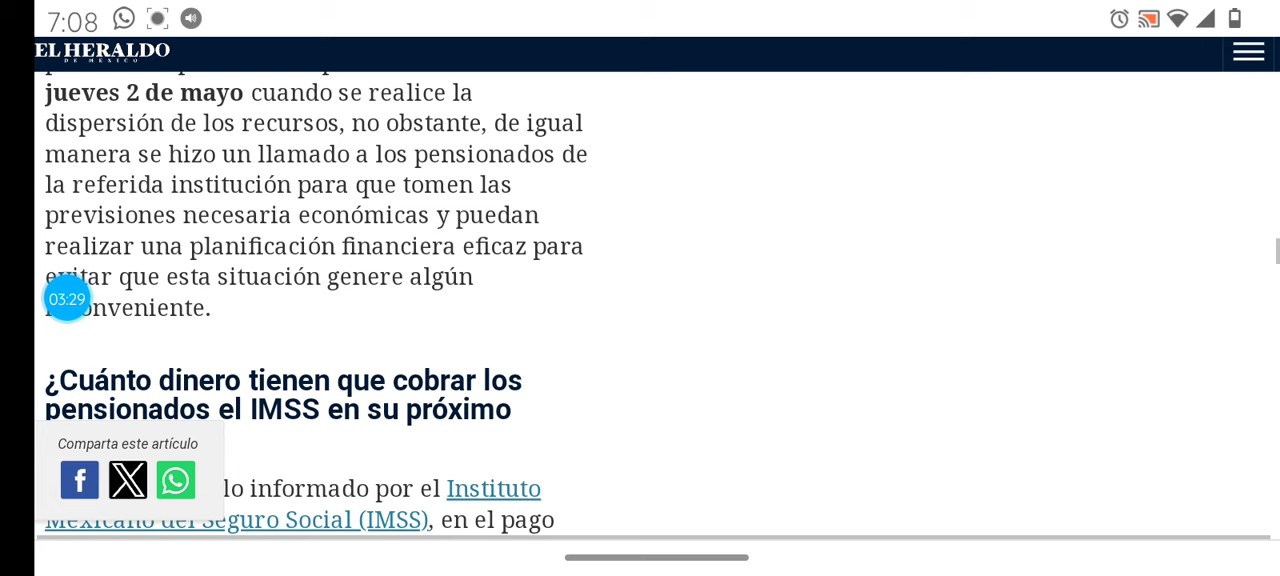 7:08
EL HERALDO
DE MÉXICO
jueves 2 de mayo cuando se realice la
dispersión de los recursos, no obstante, de igual
manera se hizo un llamado a los pensionados de
la referida institución para que tomen las
previsiones necesaria económicas y puedan
realizar una planificación financiera eficaz para
evitar que esta situación genere algún
03:29
inconveniente.
¿Cuánto dinero tienen que cobrar los
pensionados el IMSS en su próximo
Comparta este artículo
lo informado por el Instituto
Mexicano del Seguro Social (IMSS), en el pago